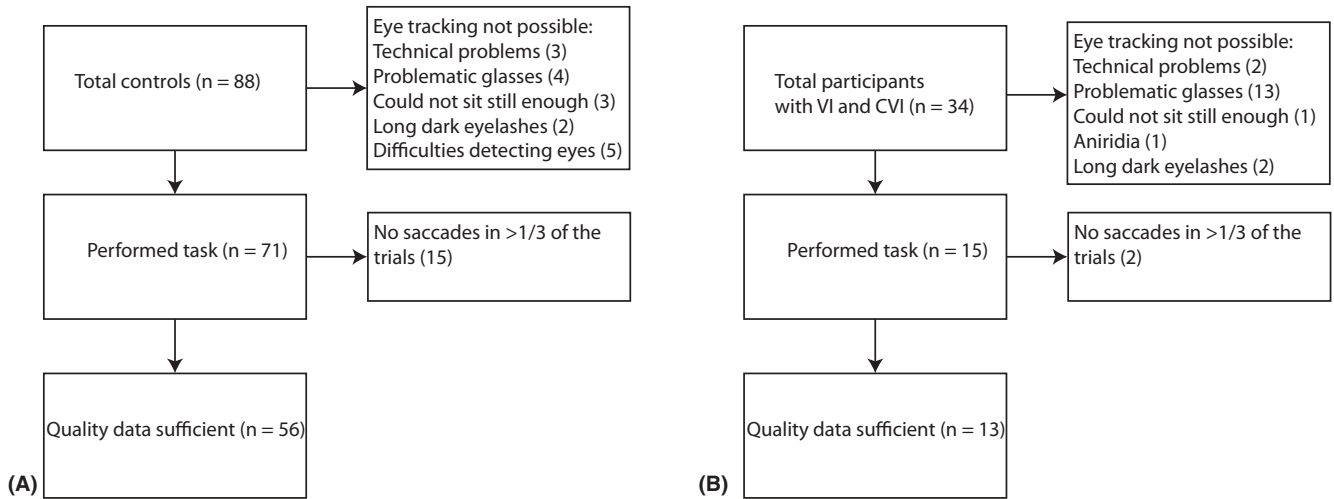 Total controls (n = 88)
Eye tracking not possible:
Technical problems (3)
Problematic glasses (4)
Could not sit still enough (3)
Long dark eyelashes (2)
Difficulties detecting eyes (5)
Performed task (n = 71)
No saccades in >1/3 of the
trials (15)
Quality data sufficient (n = 56)
(A)
Total participants
with VI and CVI (n = 34)
Eye tracking not possible:
Technical problems (2)
Problematic glasses (13)
Could not sit still enough (1)
Aniridia (1)
Long dark eyelashes (2)
Performed task (n = 15)
No saccades in >1/3 of the
trials (2)
Quality data sufficient (n = 13)
(B)